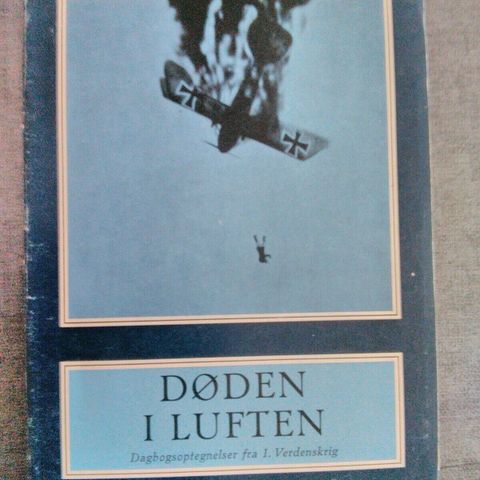 DØDEN
I LUFTEN
Dagbogsoptegnelser fra 1. Verdenskrig